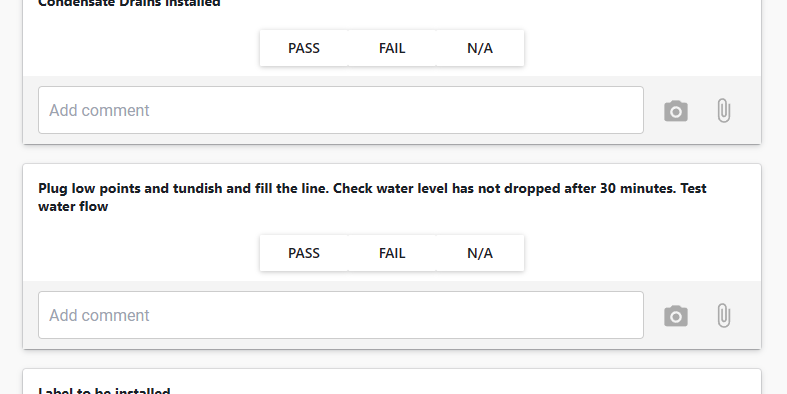 Condensate Drains Installed
PASS FAIL N/A
Add comment
Plug low points and tundish and fill the line. Check water level has not dropped after 30 minutes. Test
water flow
PASS FAIL N/A
Add comment
Label to be installed